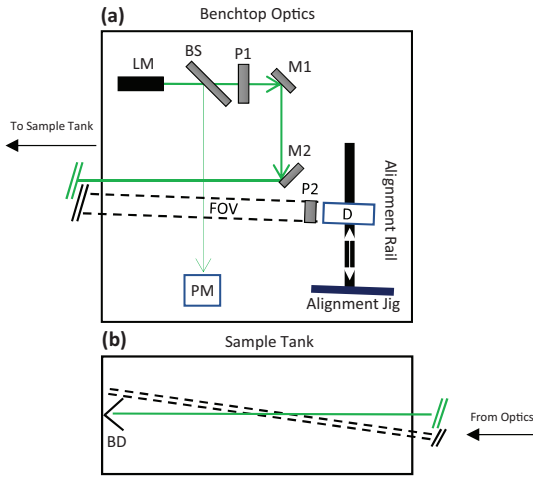 (a)
Benchtop Optics
BS
P1
LM
M1
To Sample Tank
M2
P2
FOV
D
Alignment Rail
PM
Alignment Jig
(b)
Sample Tank
BD
From Optics